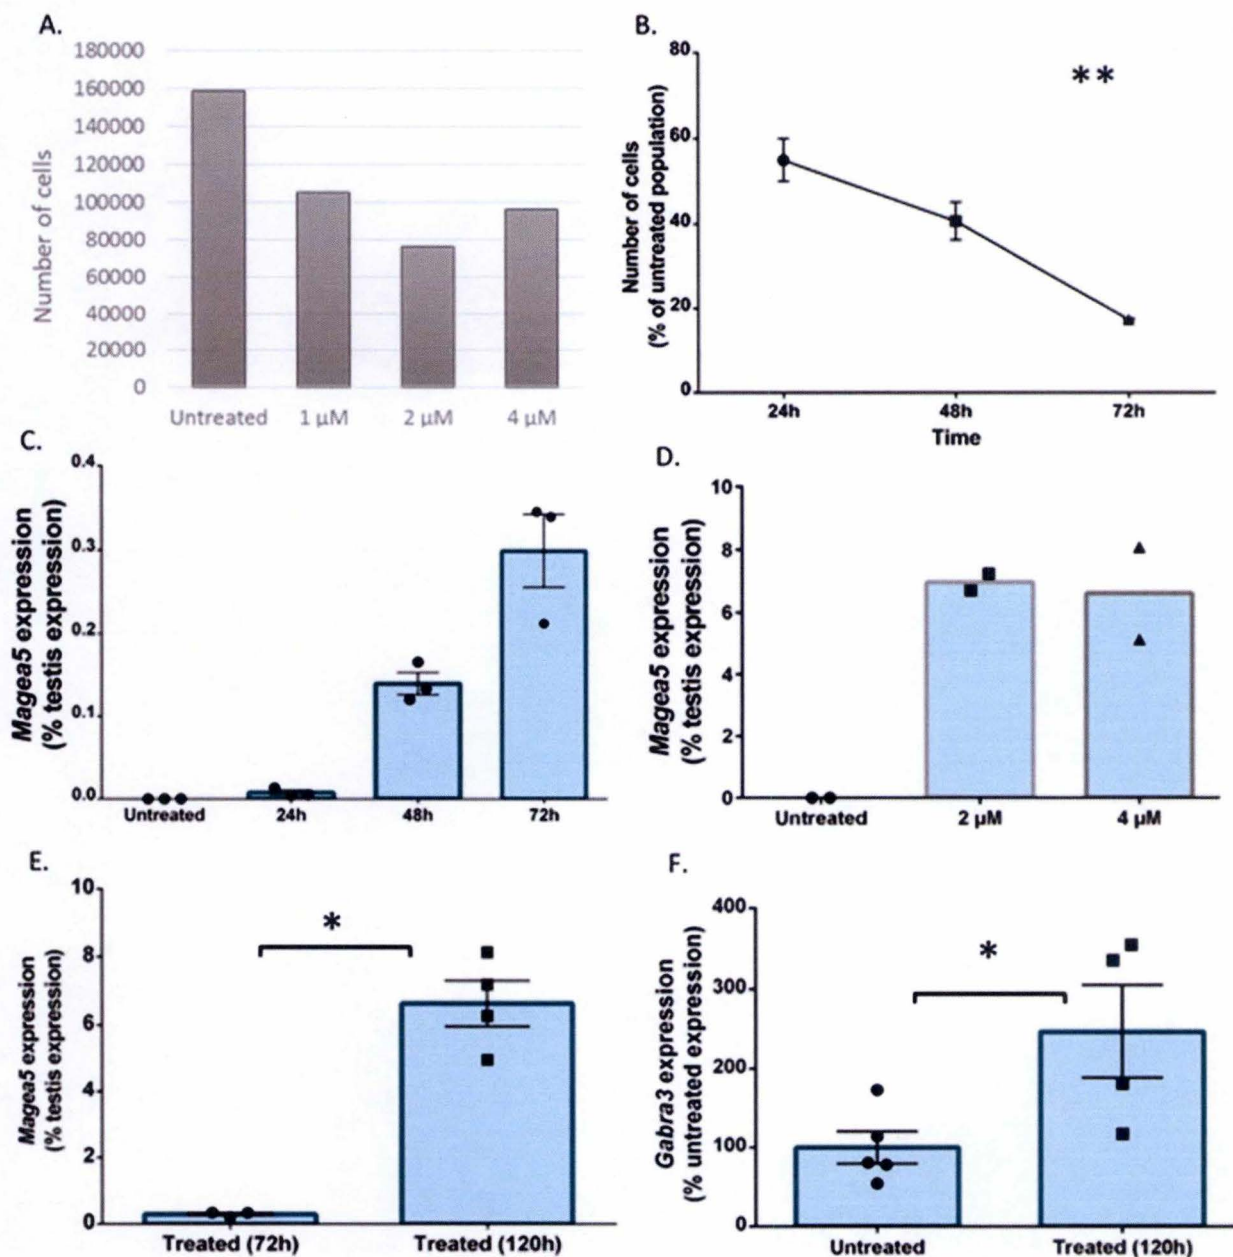 A.
180000
160000
140000
120000
100000
80000
60000
40000
20000
0
Number of cells
Untreated 1 µM 2 µM 4 µM
B.
80
60
40
20
0
Number of cells
(% of untreated population)
**
24h 48h 72h
Time
C.
0.4
0.3
0.2
0.1
0.0
Magea5 expression
(% testis expression)
Untreated 24h 48h 72h
D.
10
8
6
4
2
0
Magea5 expression
(% testis expression)
Untreated 2 µM 4 µM
E.
10
8
6
4
2
0
Magea5 expression
(% testis expression)
*
Treated (72h) Treated (120h)
F.
400
300
200
100
0
Gabra3 expression
(% untreated expression)
*
Untreated Treated (120h)